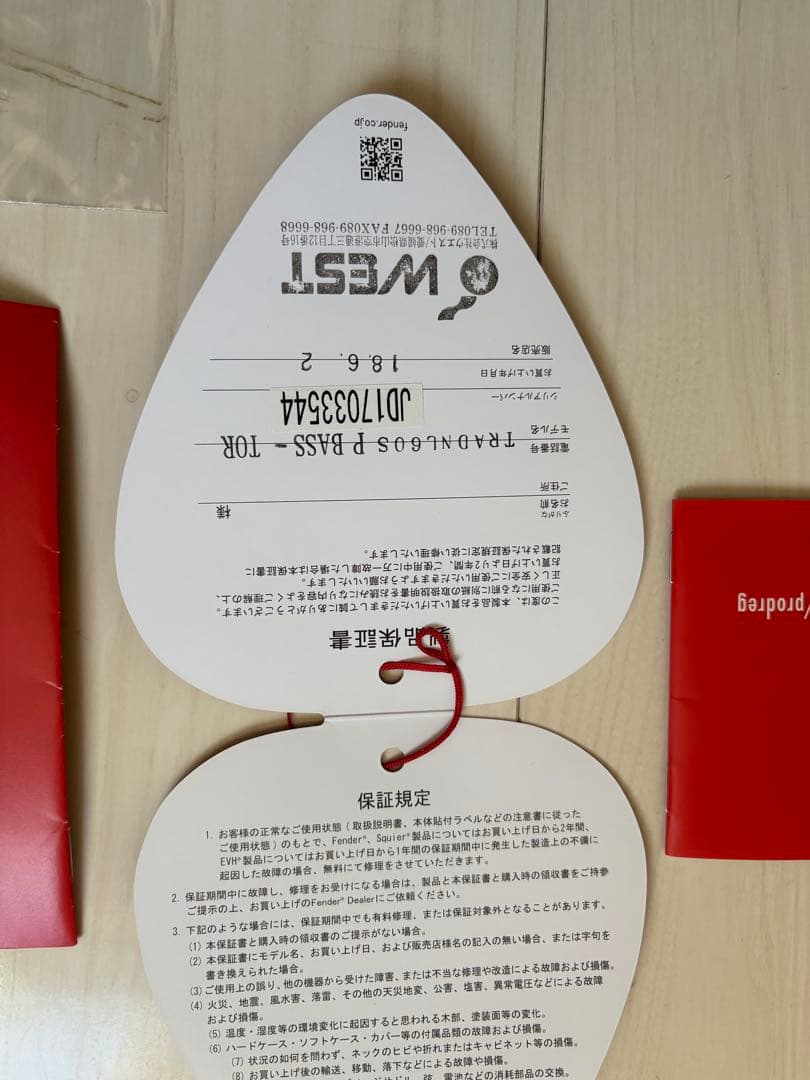 製品保証書
この度は、本製品をお買い上げいただきまして誠にありがとうございます。
ご使用になる前に別紙の取扱説明書をお読みになり内容をよくご理解の上、
正しく安全にご使用いただきますようお願いいたします。
お買い上げ日より2年間、ご使用中に万一故障した場合は本保証書に
記載された保証規定に従い修理いたします。
ふりがな
お名前
様
ご住所
電話番号
モデル名
TRADNL60S P BASS - TOR
シリアルナンバー
JD17033544
お買い上げ年月日
18.6.2
販売店名
WEST
株式会社ウエスト/愛媛県松山市空港通三丁目12番16号
TEL089-968-6667 FAX089-968-6668
fender.co.jp
/prodreg
保証規定
1. お客様の正常なご使用状態(取扱説明書、本体貼付ラベルなどの注意書に従った
ご使用状態)のもとで、Fender®、Squier®製品についてはお買い上げ日から2年間、
EVH®製品についてはお買い上げ日から1年間の保証期間中に発生した製造上の不備に
起因した故障の場合、無料にて修理をさせていただきます。
2. 保証期間中に故障し、修理をお受けになる場合は、製品と本保証書と購入時の領収書をご持参
ご提示の上、お買い上げのFender® Dealerにご依頼ください。
3. 下記のような場合には、保証期間中でも有料修理、または保証対象外となることがあります。
(1) 本保証書と購入時の領収書のご提示がない場合。
(2) 本保証書にモデル名、お買い上げ日、および販売店様名の記入の無い場合、または字句を
書き換えられた場合。
(3) ご使用上の誤り、他の機器から受けた障害、または不当な修理や改造による故障および損傷。
(4) 火災、地震、風水害、落雷、その他の天災地変、公害、塩害、異常電圧などによる故障
および損傷。
(5) 温度・湿度等の環境変化に起因すると思われる木部、塗装面等の変化。
(6) ハードケース・ソフトケース・カバー等の付属品類の故障および損傷。
(7) 状況の如何を問わず、ネックのヒビや折れまたはキャビネット等の損傷。
(8) お買い上げ後の輸送、移動、落下などによる故障や損傷。
弦、電池などの消耗部品の交換。